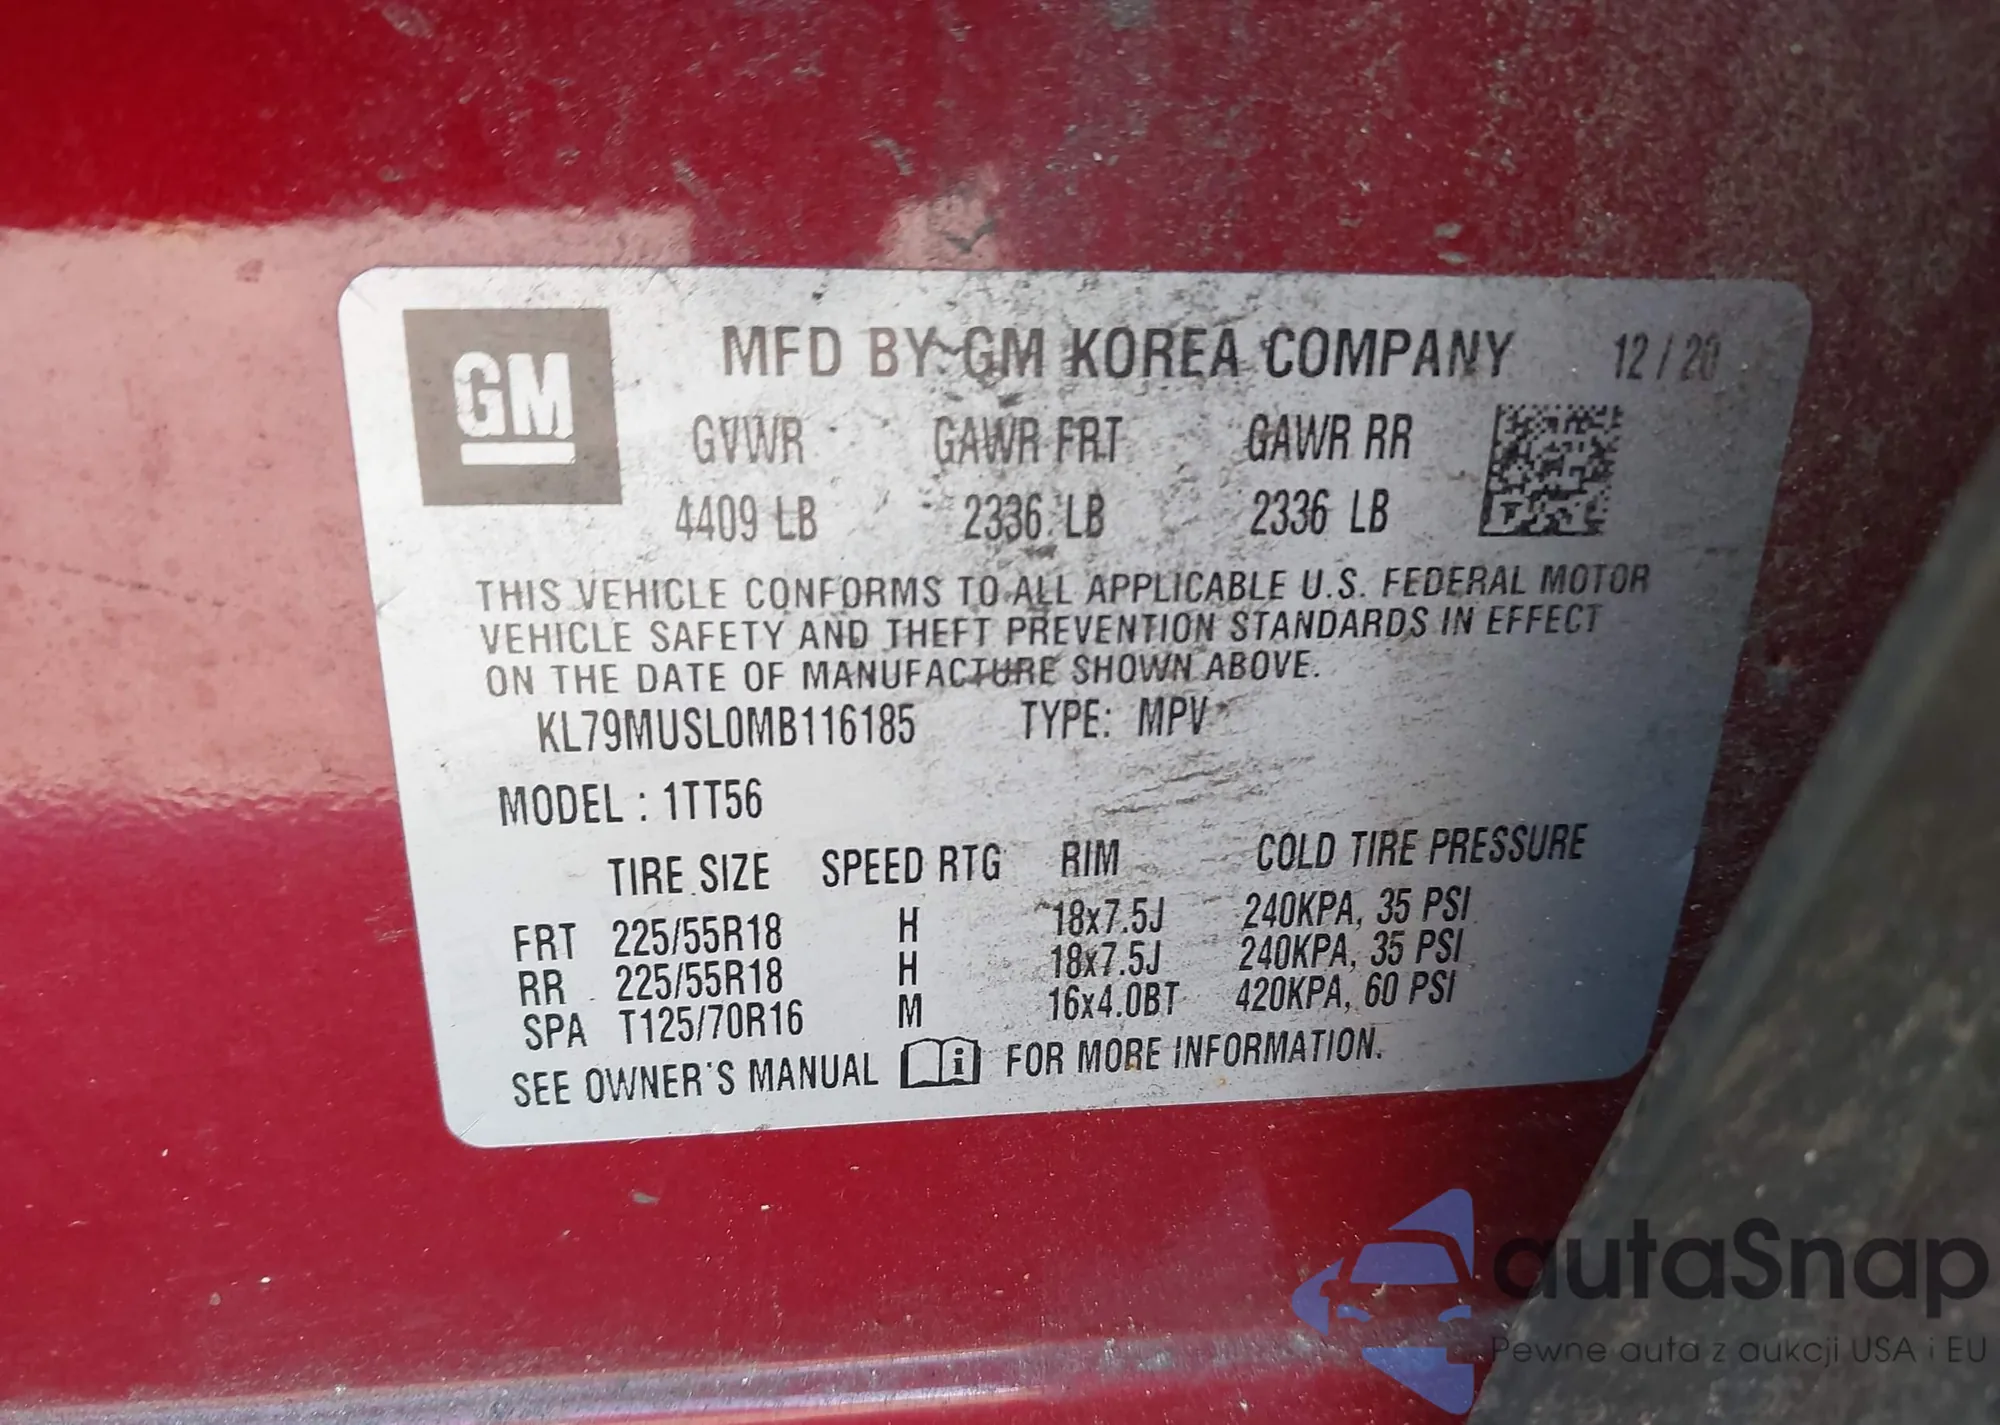 GM
MFD BY GM KOREA COMPANY 12/20
GVWR GAWR FRT GAWR RR
4409 LB 2336 LB 2336 LB
THIS VEHICLE CONFORMS TO ALL APPLICABLE U.S. FEDERAL MOTOR
VEHICLE SAFETY AND THEFT PREVENTION STANDARDS IN EFFECT
ON THE DATE OF MANUFACTURE SHOWN ABOVE.
KL79MUSL0MB116185 TYPE: MPV
MODEL : 1TT56
TIRE SIZE SPEED RTG RIM COLD TIRE PRESSURE
FRT 225/55R18 H 18x7.5J 240KPA, 35 PSI
RR 225/55R18 H 18x7.5J 240KPA, 35 PSI
SPA T125/70R16 M 16x4.0BT 420KPA, 60 PSI
SEE OWNER'S MANUAL i FOR MORE INFORMATION.
autaSnap
Pewne auta z aukcji USA i EU